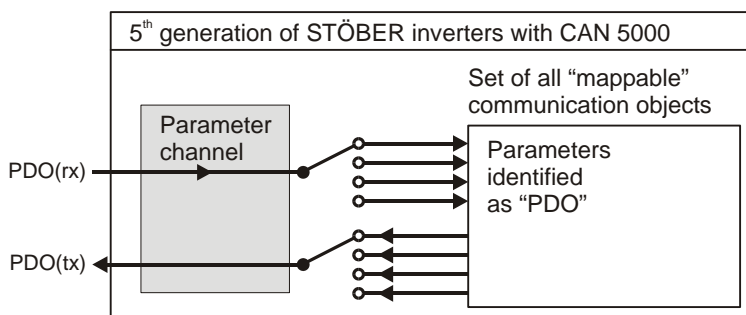 5th generation of STÖBER inverters with CAN 5000
Set of all “mappable”
communication objects
Parameter
channel
Parameters
identified
as “PDO”
PDO(rx)
PDO(tx)